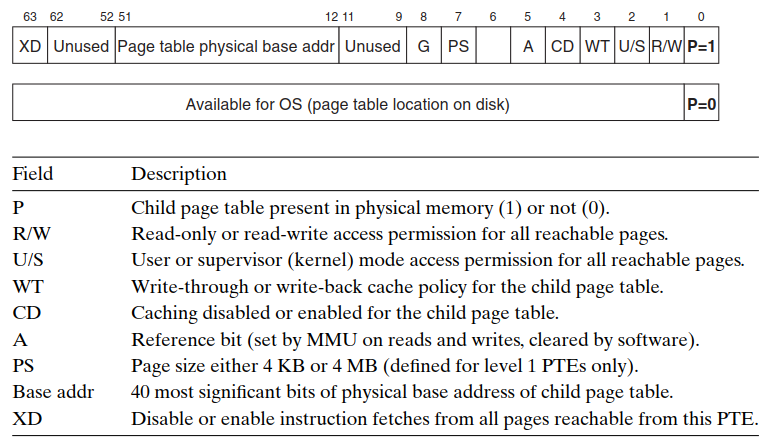 63 62 52 51 12 11 9 8 7 6 5 4 3 2 1 0
XD Unused Page table physical base addr Unused G PS A CD WT U/S R/W P=1
Available for OS (page table location on disk) P=0
Field Description
P Child page table present in physical memory (1) or not (0).
R/W Read-only or read-write access permission for all reachable pages.
U/S User or supervisor (kernel) mode access permission for all reachable pages.
WT Write-through or write-back cache policy for the child page table.
CD Caching disabled or enabled for the child page table.
A Reference bit (set by MMU on reads and writes, cleared by software).
PS Page size either 4 KB or 4 MB (defined for level 1 PTEs only).
Base addr 40 most significant bits of physical base address of child page table.
XD Disable or enable instruction fetches from all pages reachable from this PTE.